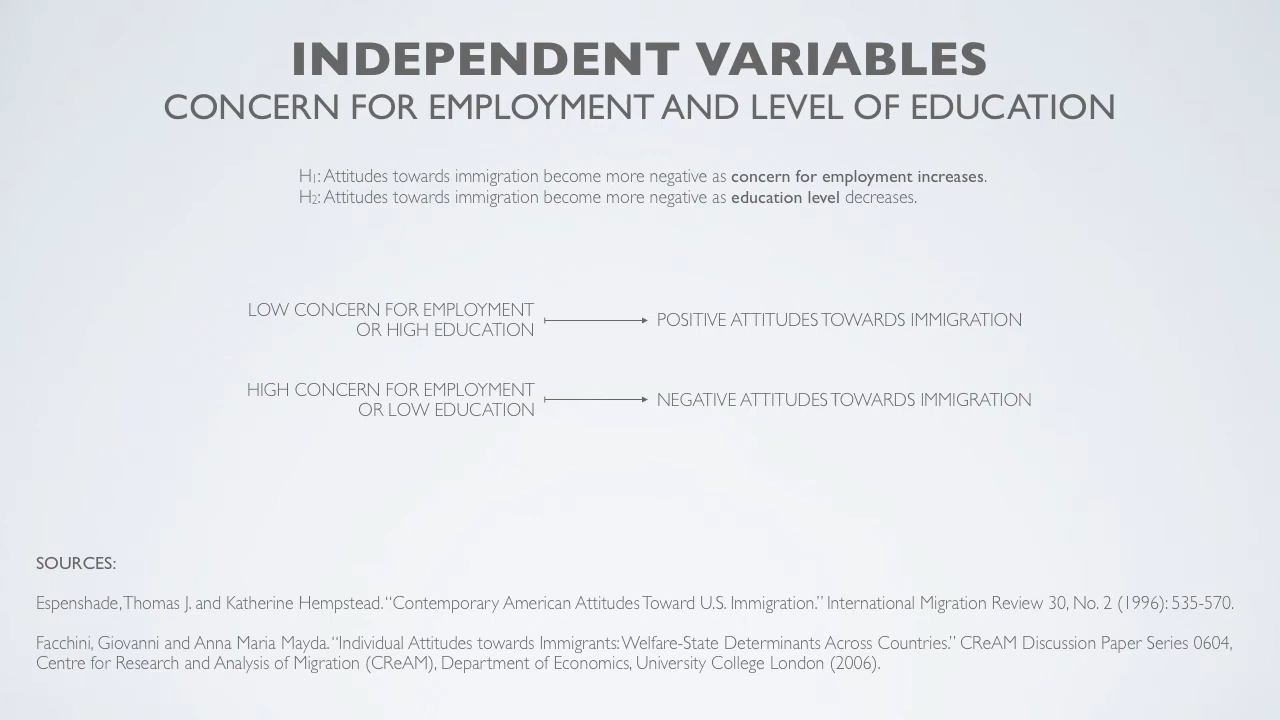 INDEPENDENT VARIABLES
CONCERN FOR EMPLOYMENT AND LEVEL OF EDUCATION
H₁: Attitudes towards immigration become more negative as concern for employment increases.
H₂: Attitudes towards immigration become more negative as education level decreases.
LOW CONCERN FOR EMPLOYMENT
OR HIGH EDUCATION
POSITIVE ATTITUDES TOWARDS IMMIGRATION
HIGH CONCERN FOR EMPLOYMENT
OR LOW EDUCATION
NEGATIVE ATTITUDES TOWARDS IMMIGRATION
SOURCES:
Espenshade, Thomas J. and Katherine Hempstead. “Contemporary American Attitudes Toward U.S. Immigration.” International Migration Review 30, No. 2 (1996): 535-570.
Facchini, Giovanni and Anna Maria Mayda. “Individual Attitudes towards Immigrants: Welfare-State Determinants Across Countries.” CReAM Discussion Paper Series 0604,
Centre for Research and Analysis of Migration (CReAM), Department of Economics, University College London (2006).